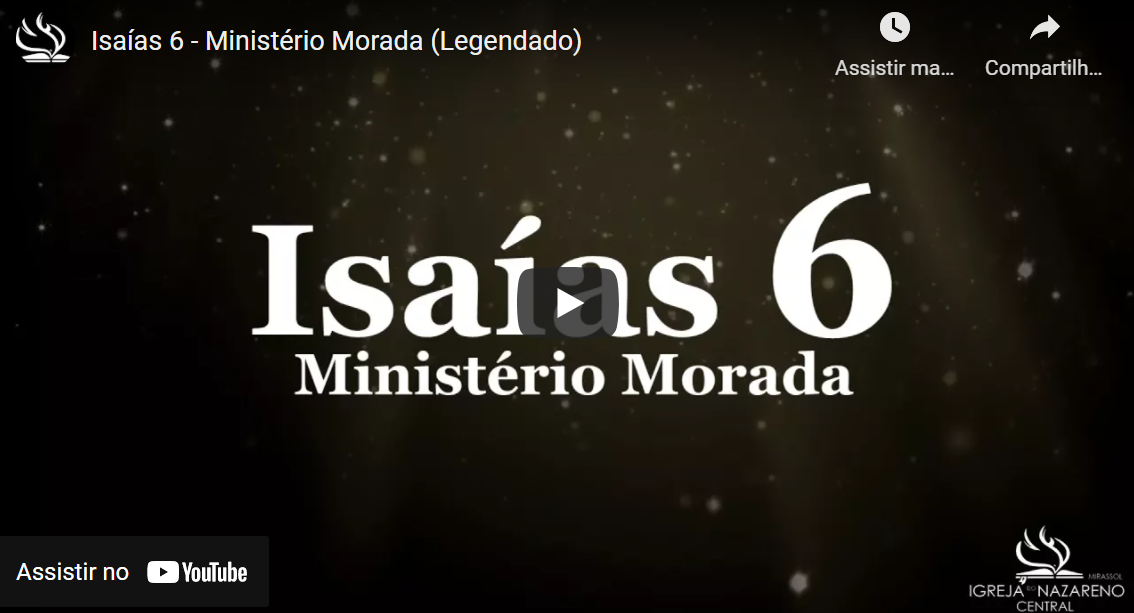 Isaías 6 - Ministério Morada (Legendado)
Assistir ma...
Compartilh...
Isaías 6
Ministério Morada
Assistir no YouTube
MIRASSOL
IGREJA DO NAZARENO
CENTRAL